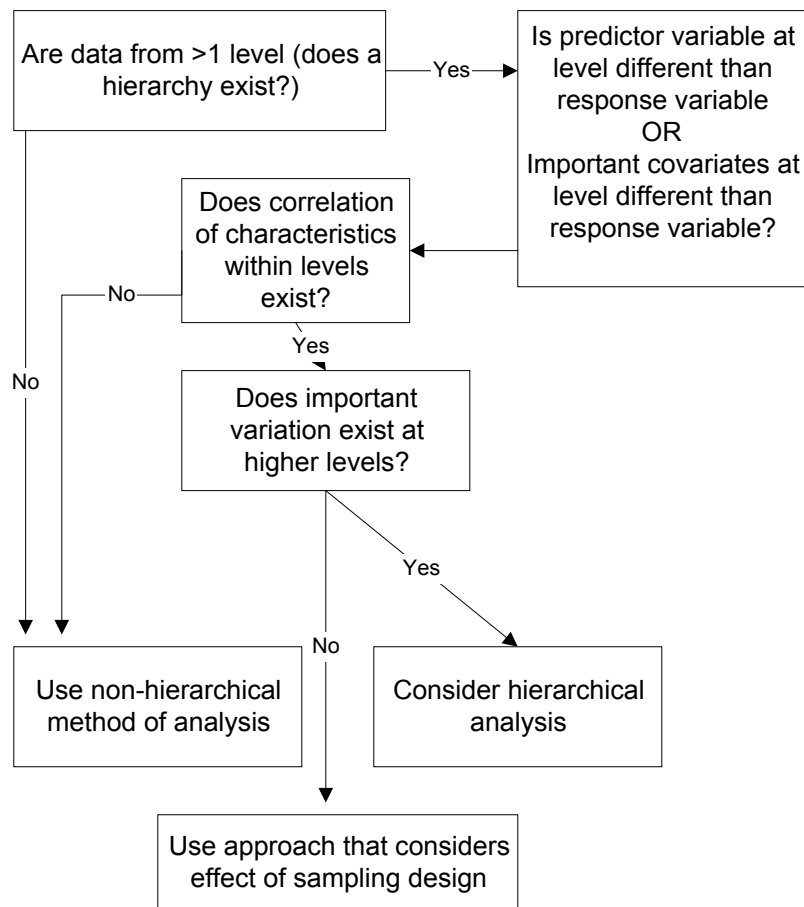 Are data from >1 level (does a
hierarchy exist?)
Yes
Is predictor variable at
level different than
response variable
OR
Important covariates at
level different than
response variable?
Does correlation
of characteristics
within levels
exist?
No
Yes
No
Does important
variation exist at
higher levels?
Yes
No
Use non-hierarchical
method of analysis
Consider hierarchical
analysis
Use approach that considers
effect of sampling design